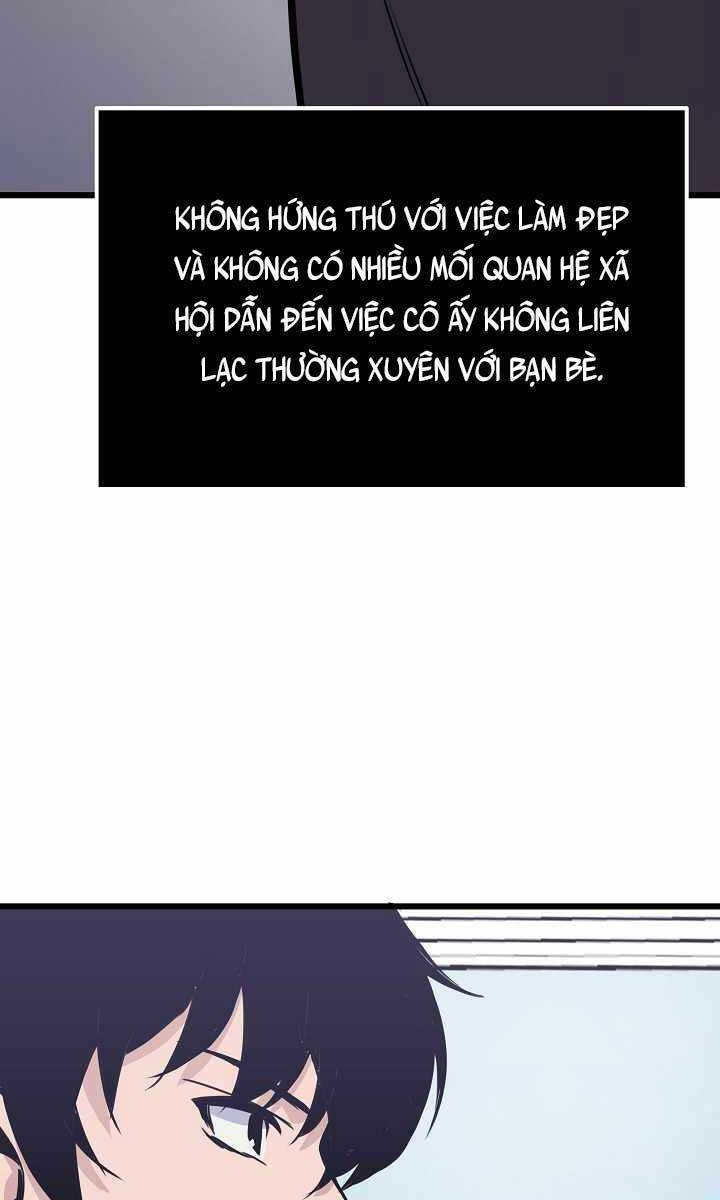 KHÔNG HỨNG THÚ VỚI VIỆC LÀM ĐẸP
VÀ KHÔNG CÓ NHIỀU MỐI QUAN HỆ XÃ
HỘI DẪN ĐẾN VIỆC CÔ ẤY KHÔNG LIÊN
LẠC THƯỜNG XUYÊN VỚI BẠN BÈ.